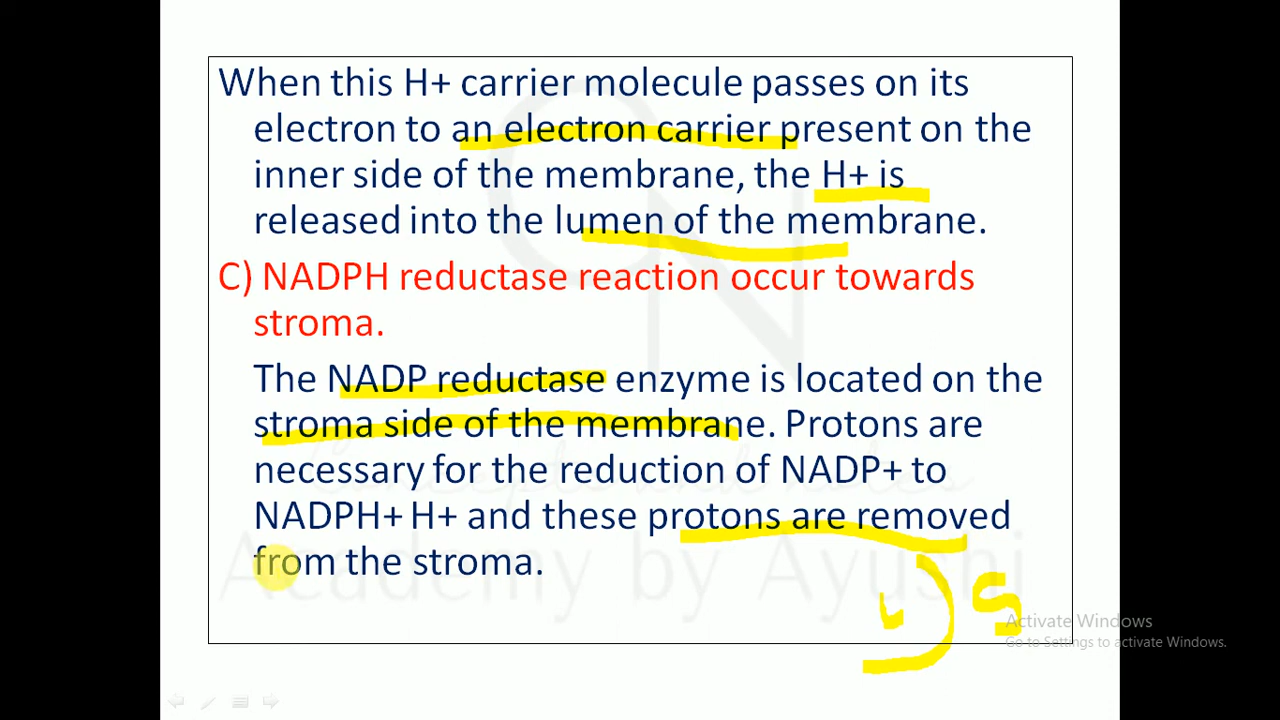 When this H+ carrier molecule passes on its
electron to an electron carrier present on the
inner side of the membrane, the H+ is
released into the lumen of the membrane.
C) NADPH reductase reaction occur towards
stroma.
The NADP reductase enzyme is located on the
stroma side of the membrane. Protons are
necessary for the reduction of NADP+ to
NADPH+ H+ and these protons are removed
from the stroma.
Academy by Ayushi
L S
Activate Windows
Go to Settings to activate Windows.